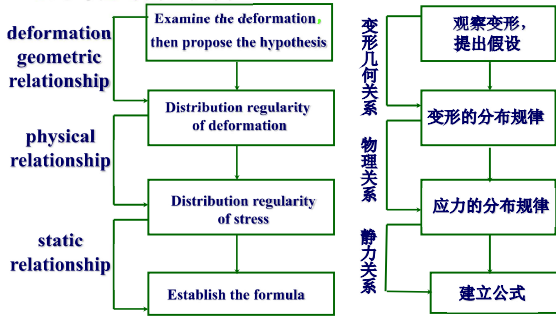 deformation
geometric
relationship
Examine the deformation,
then propose the hypothesis
Distribution regularity
of deformation
physical
relationship
Distribution regularity
of stress
static
relationship
Establish the formula
变形几何关系
观察变形，
提出假设
变形的分布规律
物理关系
应力的分布规律
静力关系
建立公式